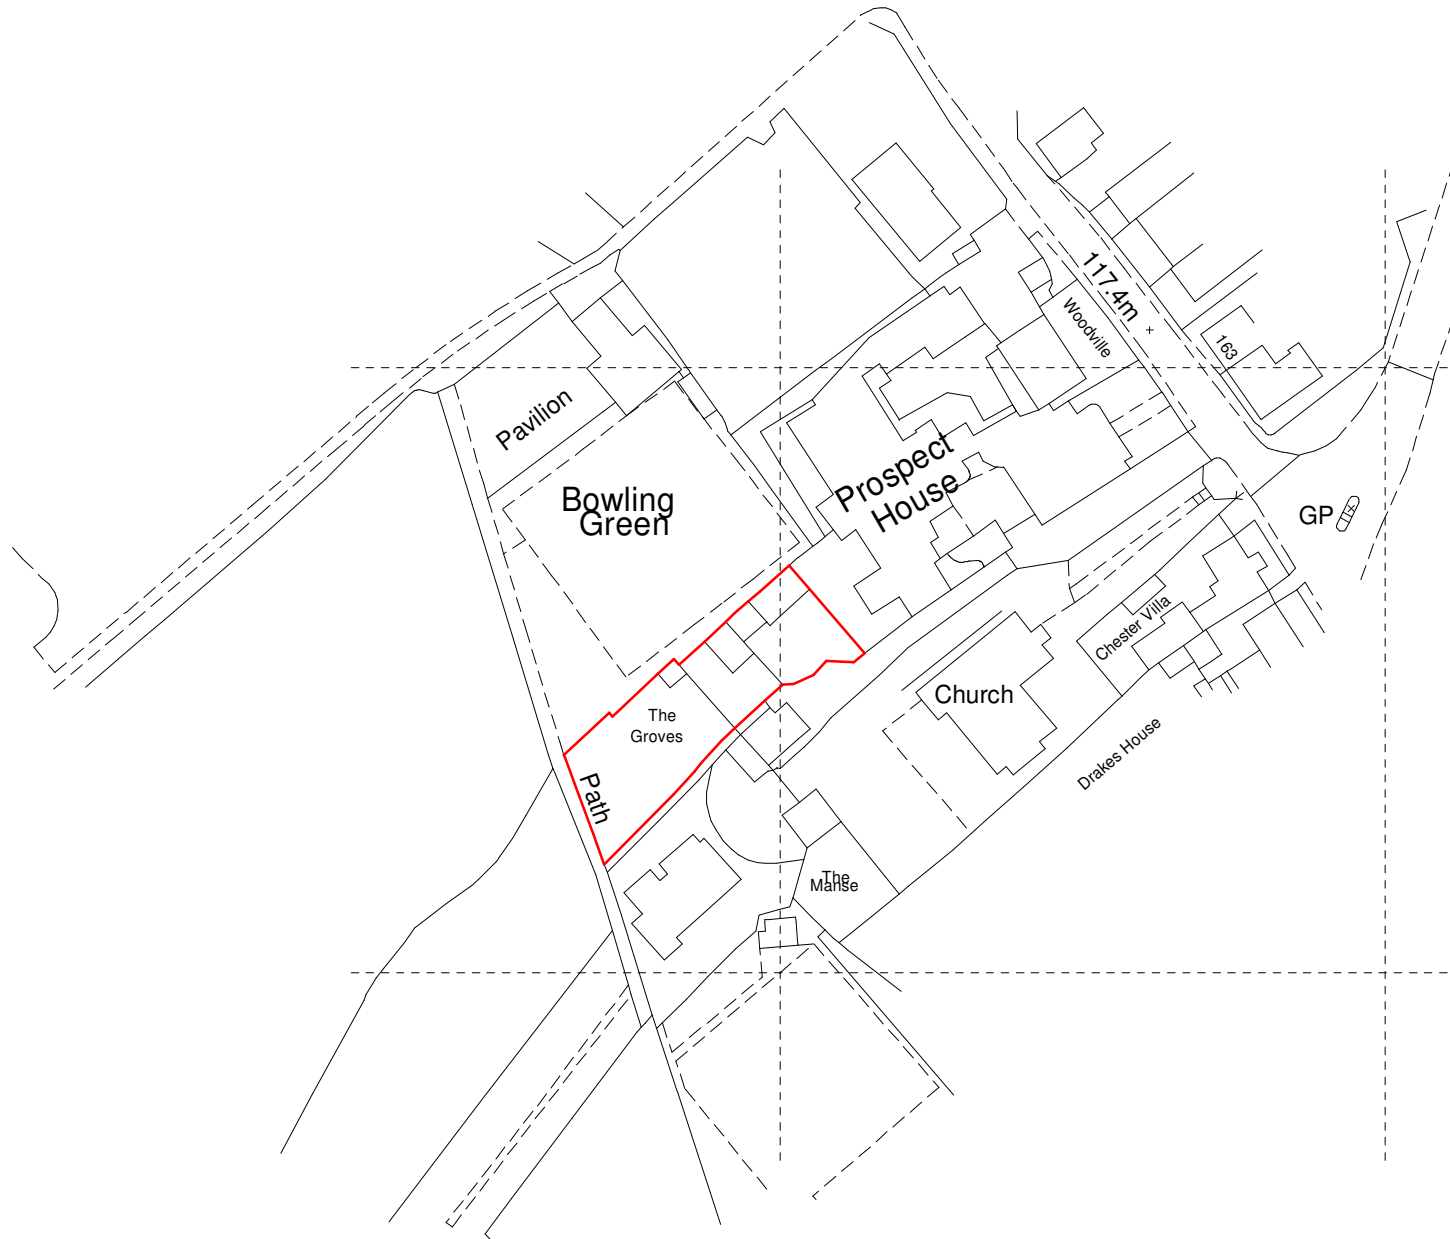 117.4m
Woodville
163
Pavilion
Prospect
House
Bowling
Green
GP
Chester Villa
Church
The
Groves
Drakes House
Path
The
Manse